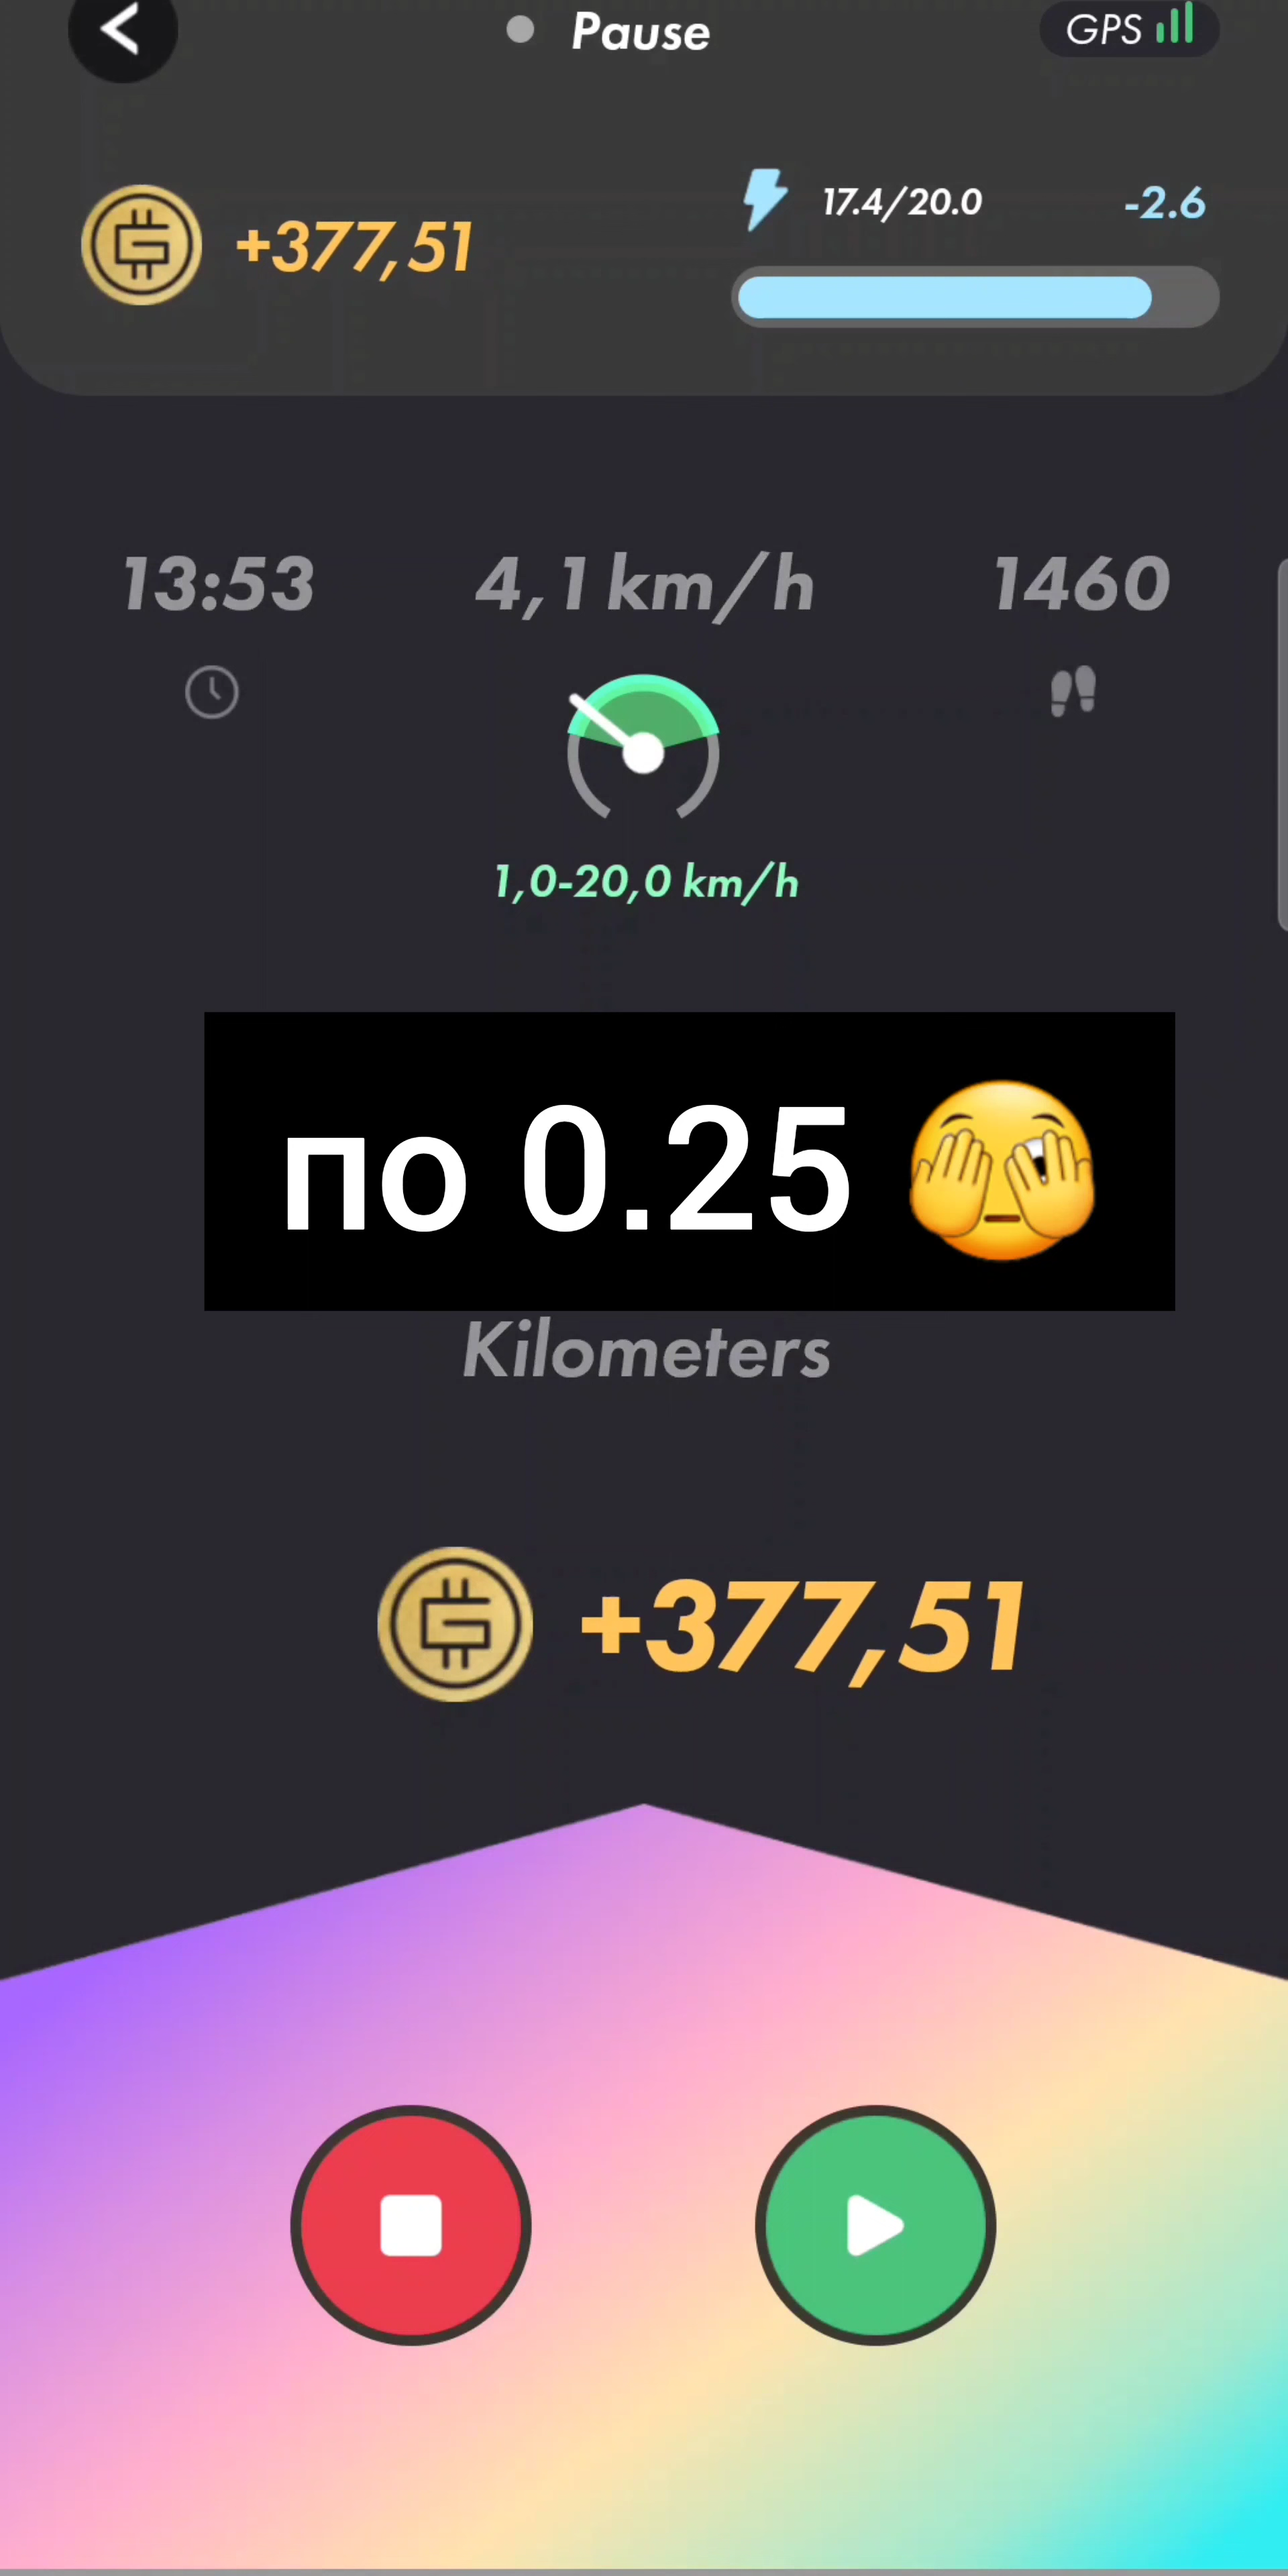 Pause
GPS
+377,51
17.4/20.0
-2.6
13:53
4,1 km/h
1460
1,0-20,0 km/h
по 0.25 🫣
Kilometers
+377,51